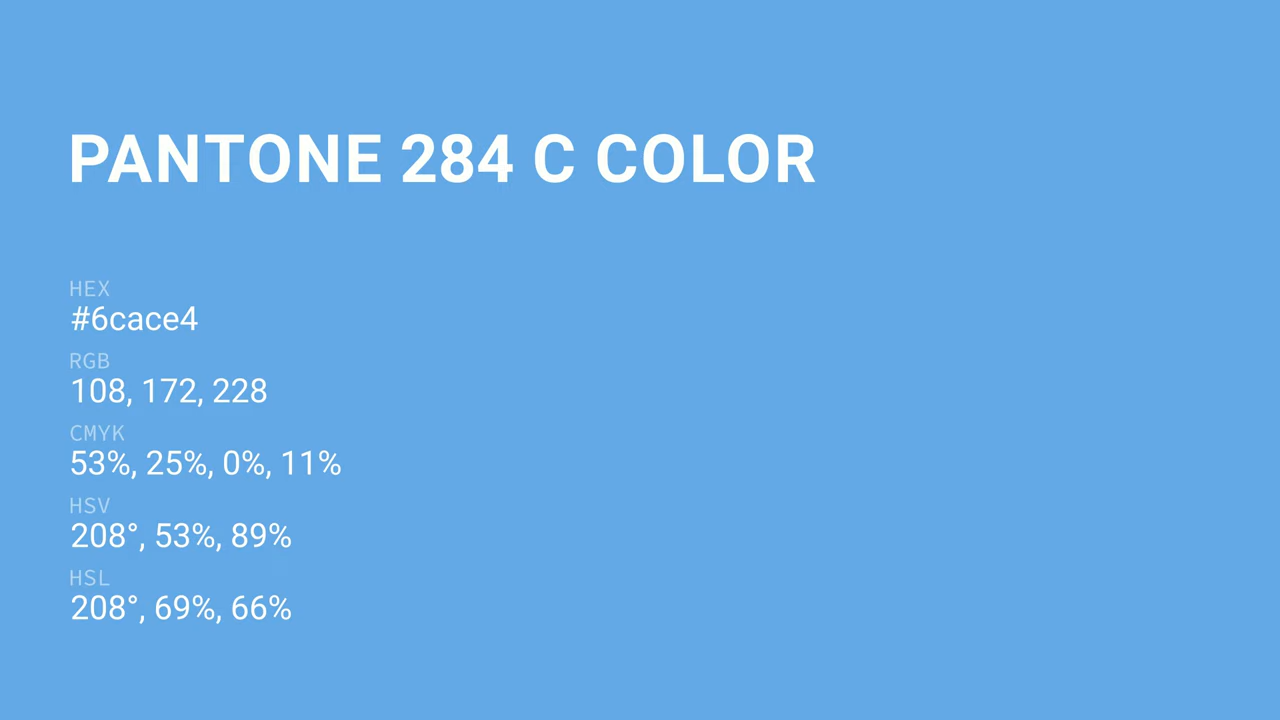 PANTONE 284 C COLOR
HEX
#6cace4
RGB
108, 172, 228
CMYK
53%, 25%, 0%, 11%
HSV
208°, 53%, 89%
HSL
208°, 69%, 66%